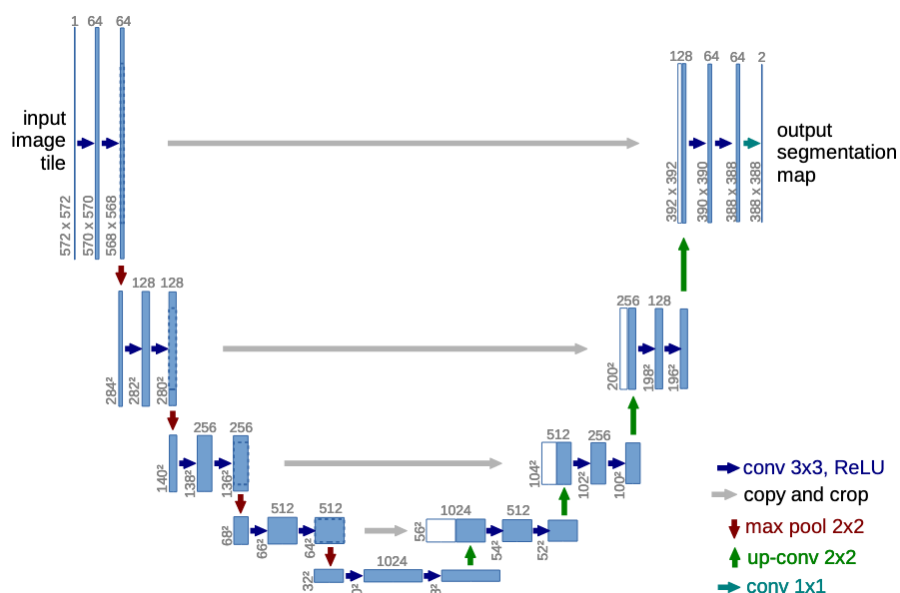 1 64 64
128 64 64 2
input
image
tile
output
segmentation
map
572 x 572
570 x 570
568 x 568
392 x 392
390 x 390
388 x 388
388 x 388
128 128
256 128
284²
282²
280²
200²
198²
196²
256 256
512 256
140²
138²
136²
104²
102²
100²
512 512
1024 512
68²
66²
64²
56²
54²
52²
1024
32²
conv 3x3, ReLU
copy and crop
max pool 2x2
up-conv 2x2
conv 1x1